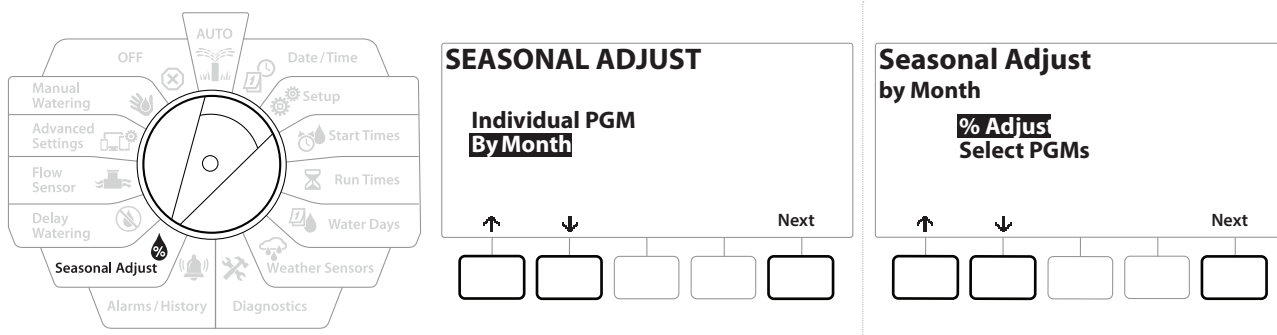 AUTO
OFF
Date / Time
Manual
Watering
Setup
Advanced
Settings
Start Times
Flow
Sensor
Run Times
Delay
Watering
Water Days
%
Seasonal Adjust
Weather Sensors
Alarms / History
Diagnostics
1
1
SEASONAL ADJUST
Individual PGM
By Month
Next
Seasonal Adjust
by Month
% Adjust
Select PGMs
Next